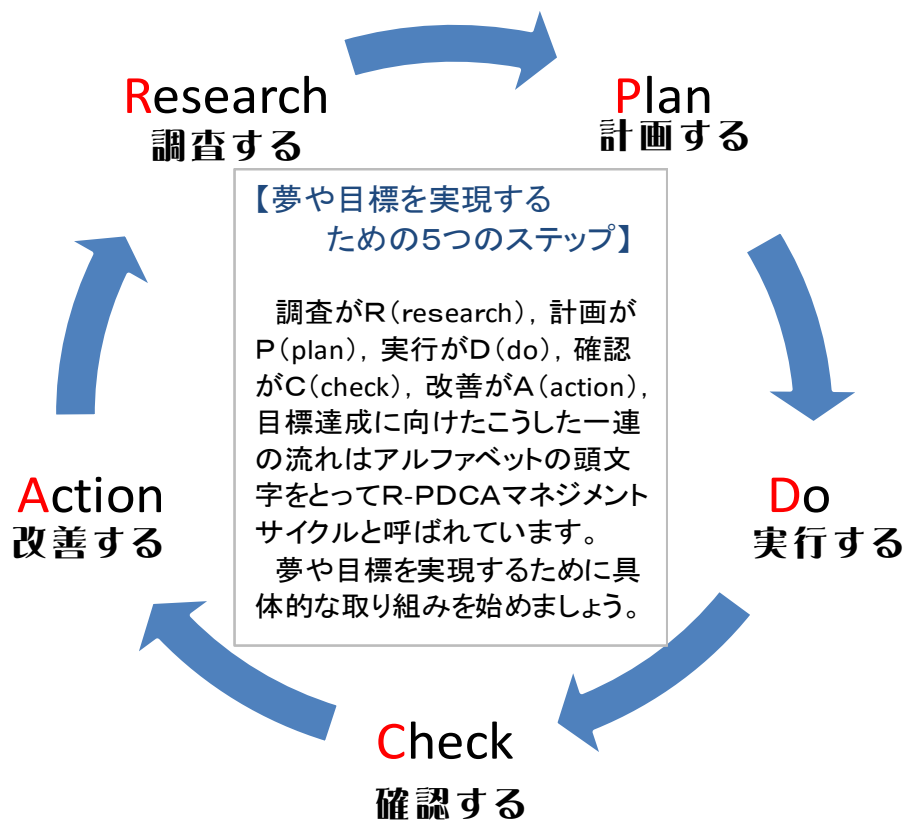 Research
調査する
Plan
計画する
【夢や目標を実現する
ための5つのステップ】
調査がR(research), 計画が
P(plan), 実行がD(do), 確認
がC(check), 改善がA(action),
目標達成に向けたこうした一連
の流れはアルファベットの頭文
字をとってR-PDCAマネジメント
サイクルと呼ばれています。
夢や目標を実現するために具
体的な取り組みを始めましょう。
Do
実行する
Check
確認する
Action
改善する